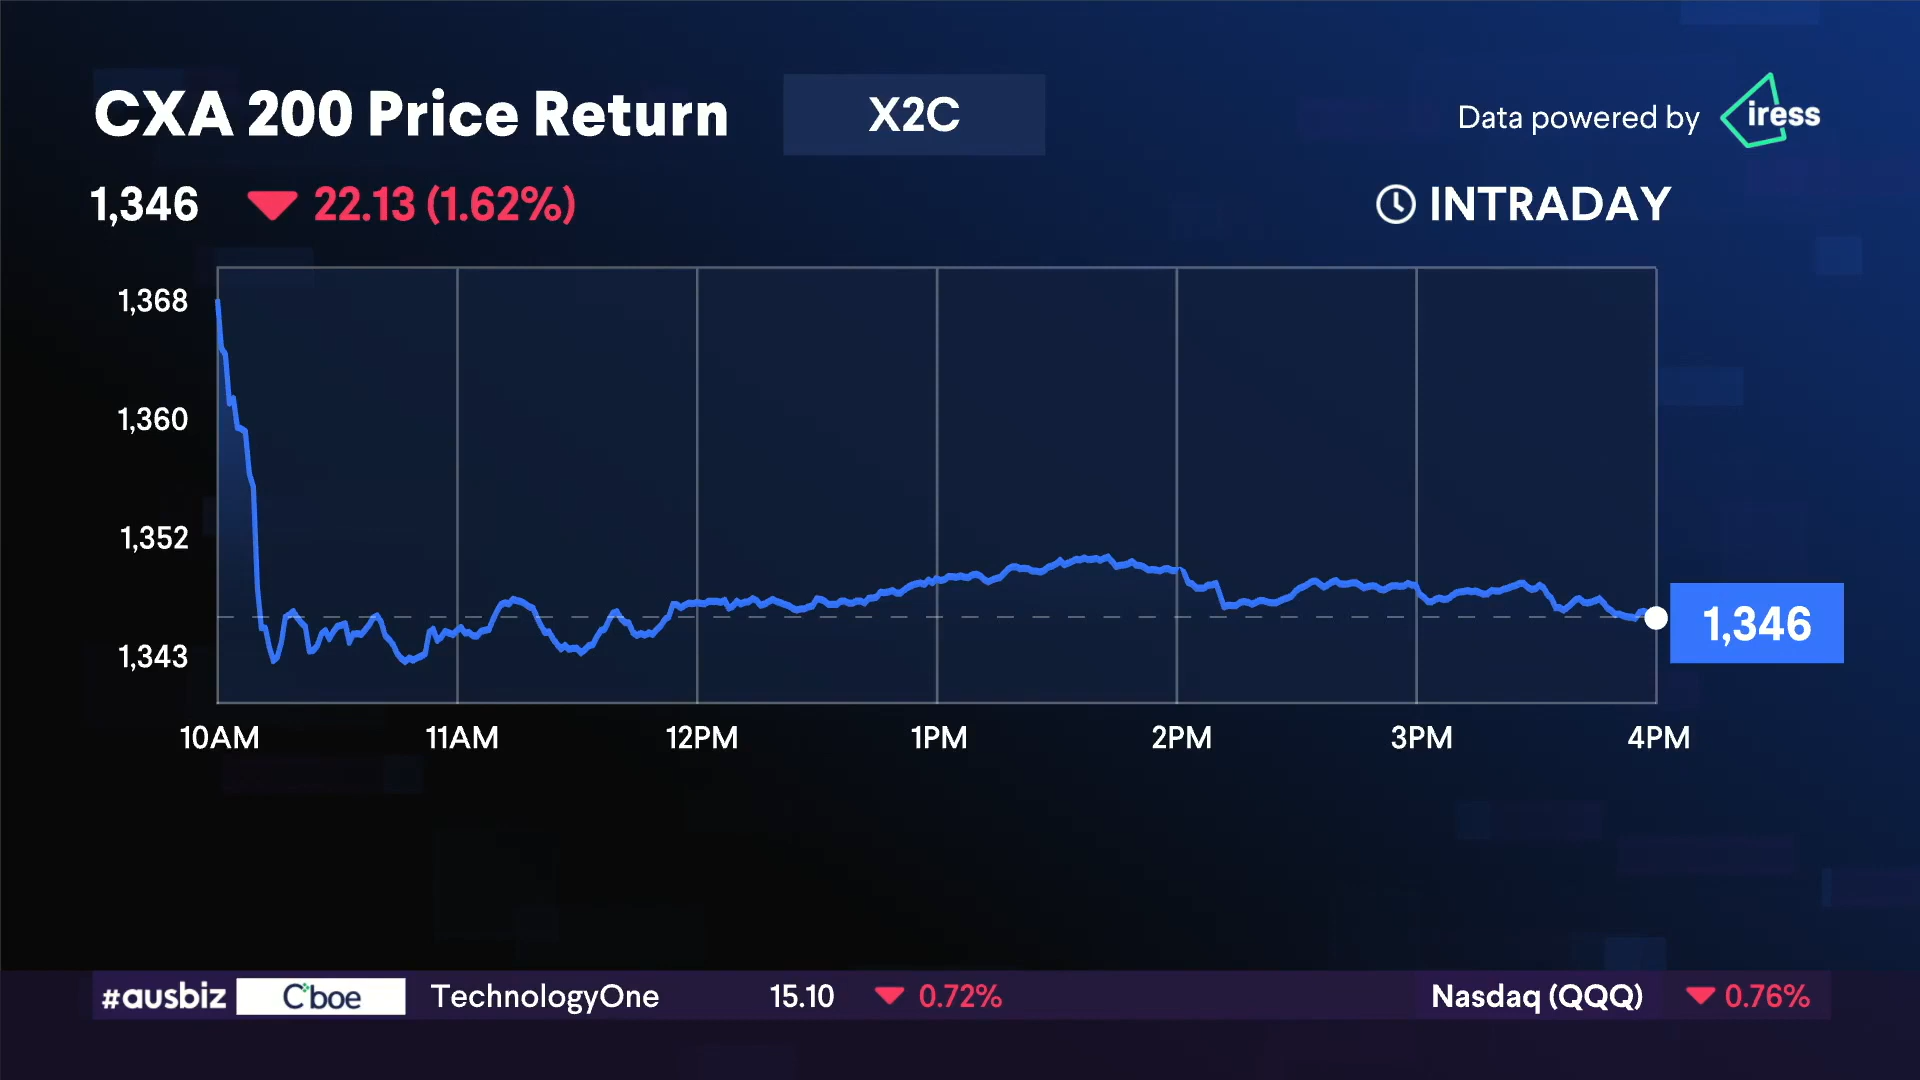 CXA 200 Price Return X2C Data powered by iress
1,346 22.13 (1.62%) INTRADAY
1,368
1,360
1,352
1,343
1,346
10AM 11AM 12PM 1PM 2PM 3PM 4PM
#ausbiz Cboe TechnologyOne 15.10 0.72% Nasdaq (QQQ) 0.76%